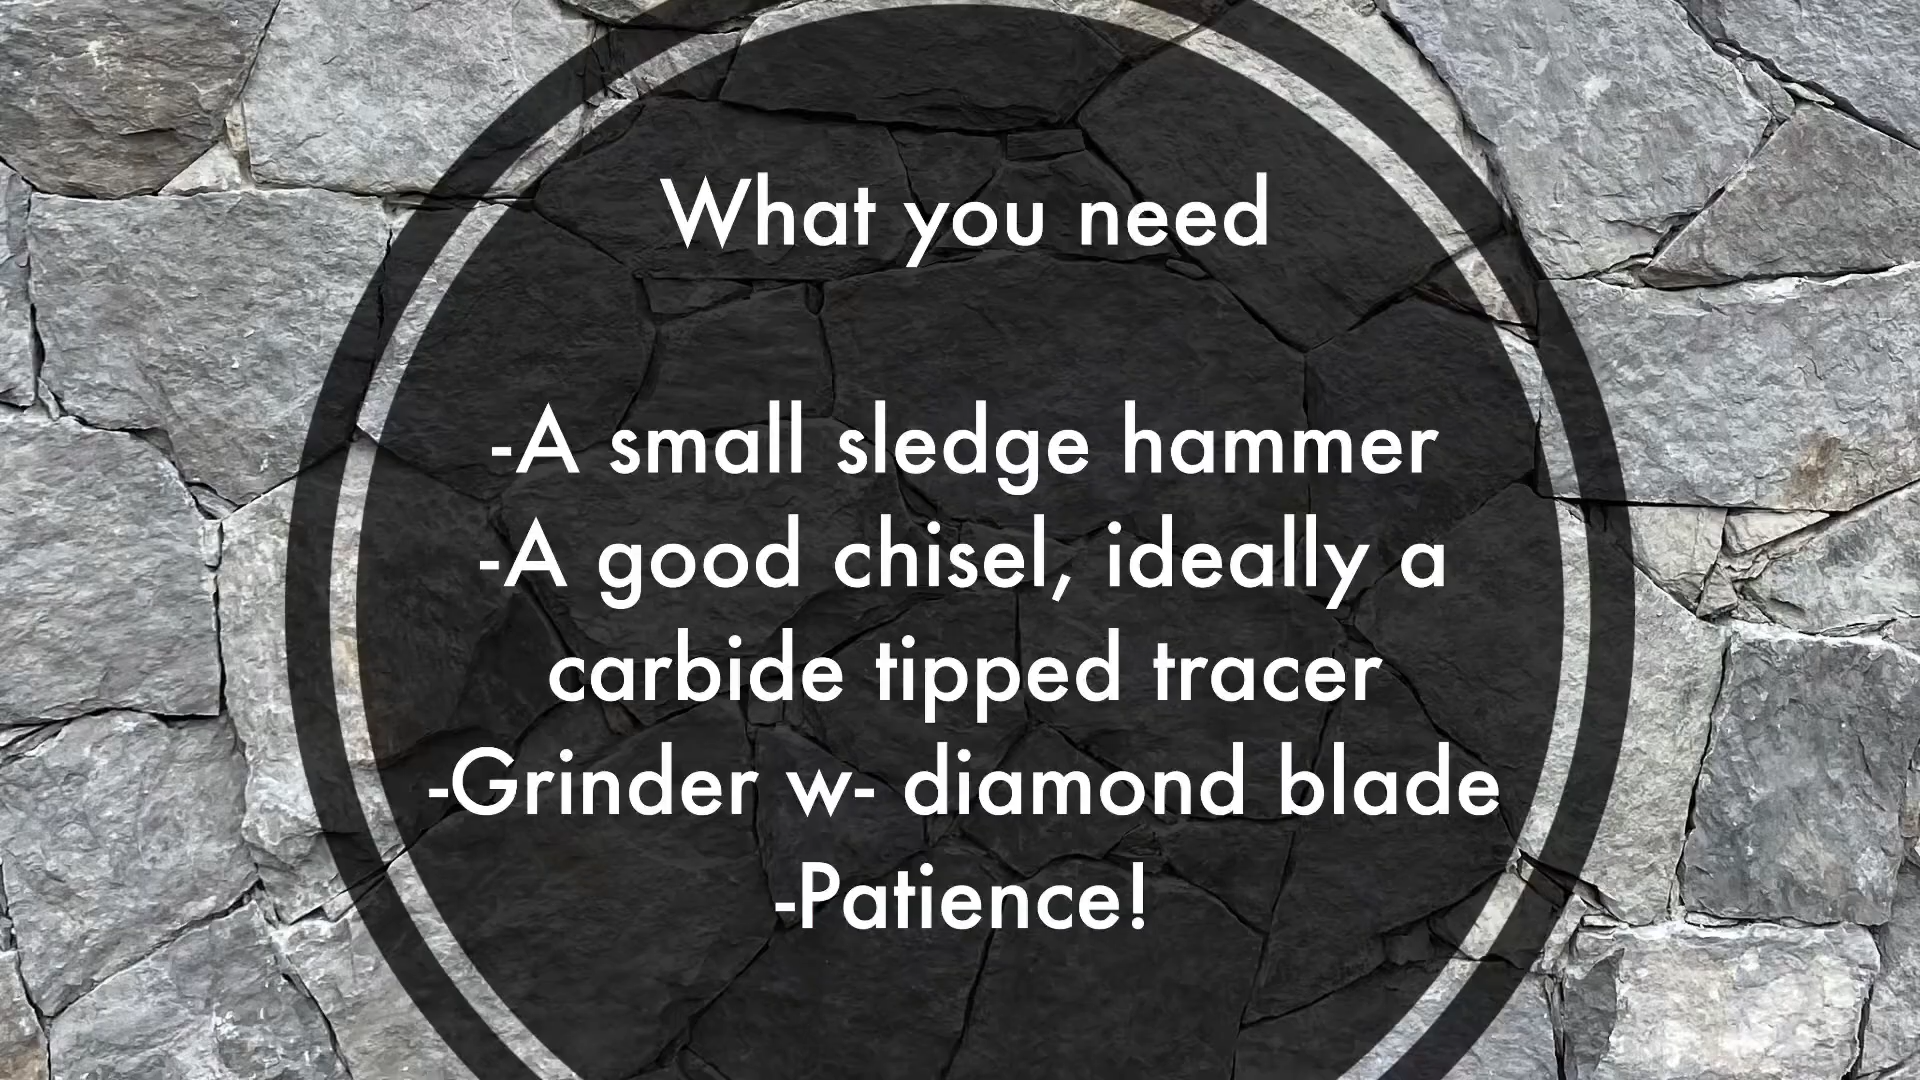 What you need
-A small sledge hammer
-A good chisel, ideally a
carbide tipped tracer
-Grinder w- diamond blade
-Patience!